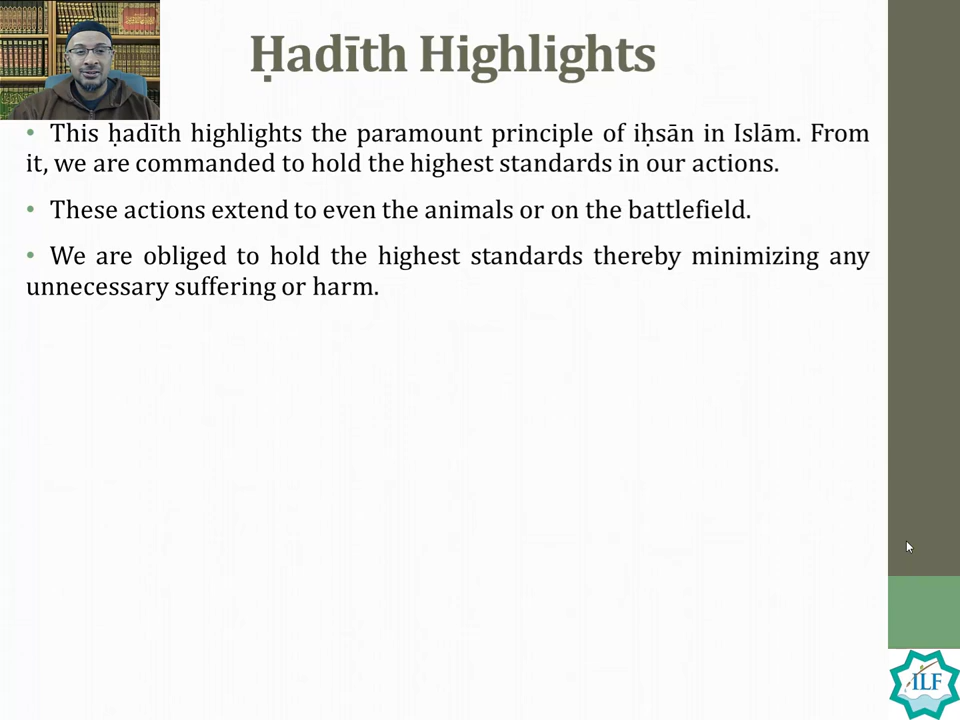 Ḥadīth Highlights
• This ḥadīth highlights the paramount principle of iḥsān in Islām. From
it, we are commanded to hold the highest standards in our actions.
• These actions extend to even the animals or on the battlefield.
• We are obliged to hold the highest standards thereby minimizing any
unnecessary suffering or harm.
ILF